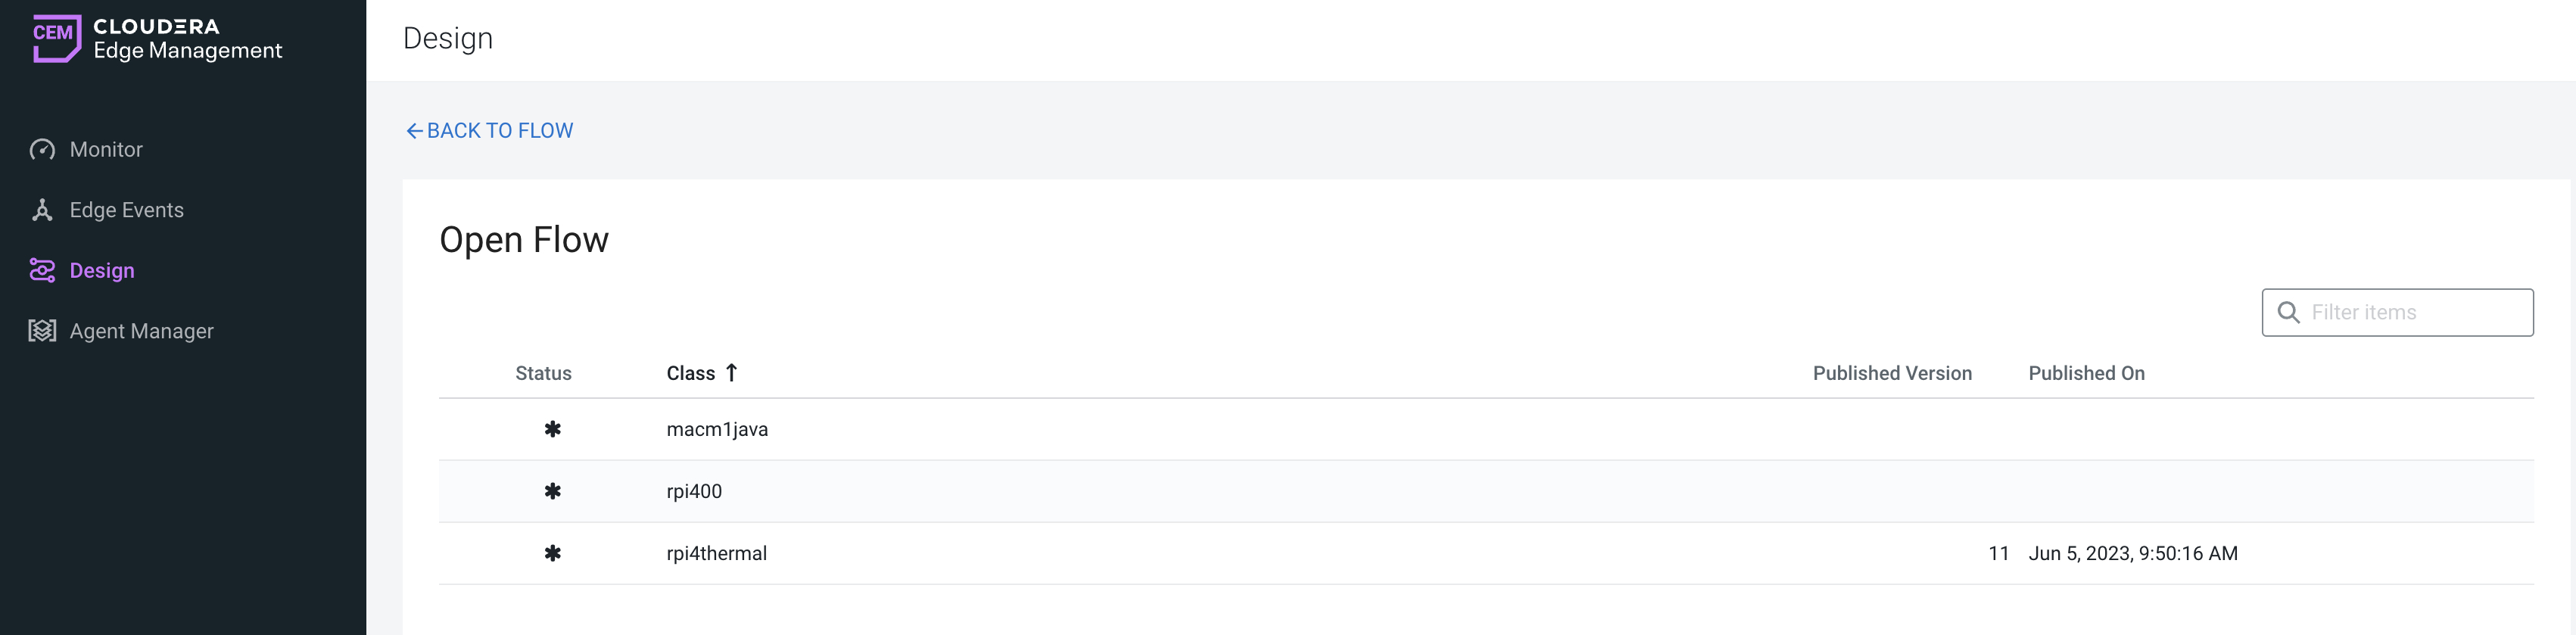 CEM
CLOUDERA
Edge Management
Design
Monitor
Edge Events
Design
Agent Manager
BACK TO FLOW
Open Flow
Filter items
Status Class Published Version Published On
macm1java
rpi400
rpi4thermal 11 Jun 5, 2023, 9:50:16 AM